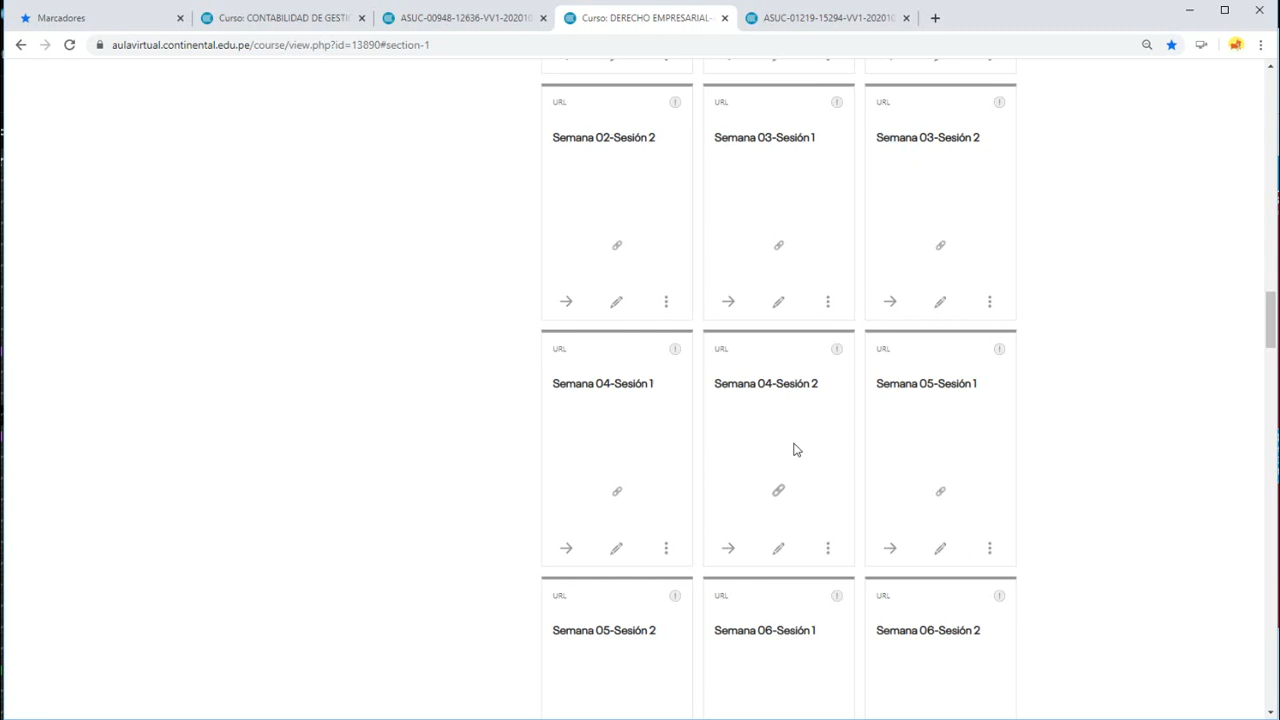 Marcadores
Curso: CONTABILIDAD DE GESTI
ASUC-00948-12636-VV1-20201
Curso: DERECHO EMPRESARIAL-
ASUC-01219-15294-VV1-20201
aulavirtual.continental.edu.pe/course/view.php?id=13890#section-1
URL
URL
URL
Semana 02-Sesión 2
Semana 03-Sesión 1
Semana 03-Sesión 2
URL
URL
URL
Semana 04-Sesión 1
Semana 04-Sesión 2
Semana 05-Sesión 1
URL
URL
URL
Semana 05-Sesión 2
Semana 06-Sesión 1
Semana 06-Sesión 2